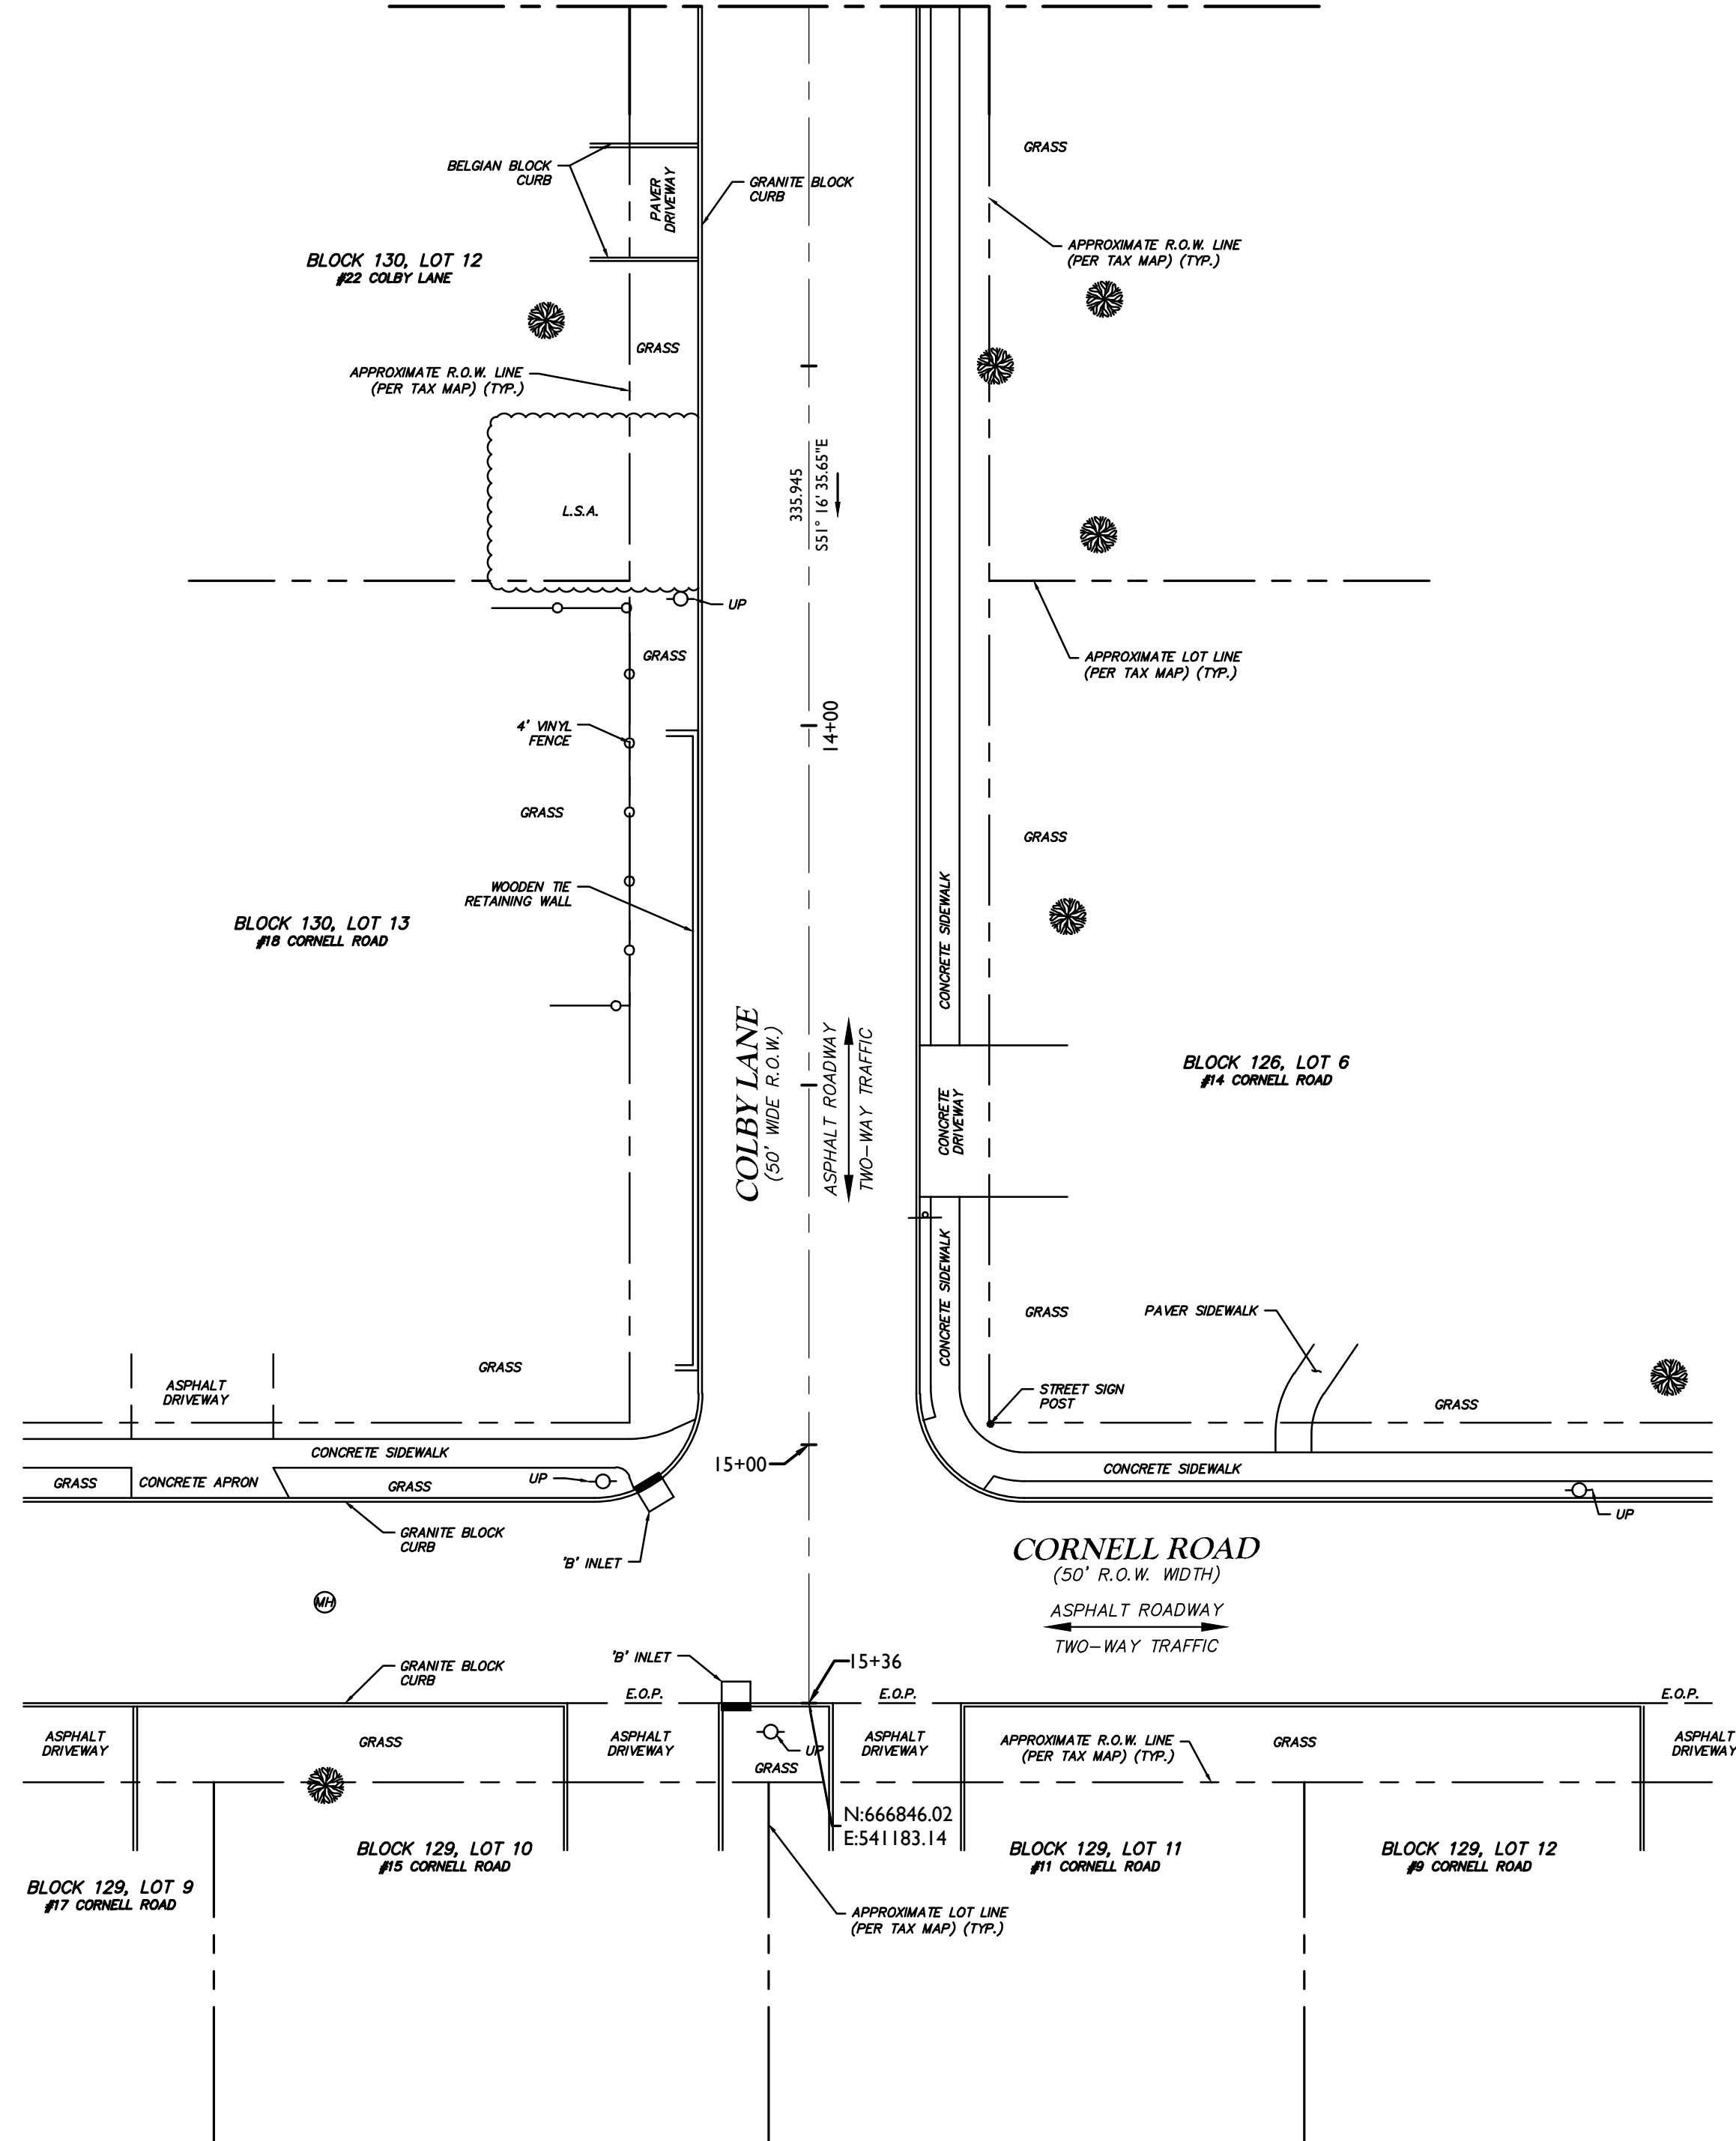 GRASS
BELGIAN BLOCK
CURB
PAVER
DRIVEWAY
GRANITE BLOCK
CURB
APPROXIMATE R.O.W. LINE
(PER TAX MAP) (TYP.)
BLOCK 130, LOT 12
#22 COLBY LANE
GRASS
APPROXIMATE R.O.W. LINE
(PER TAX MAP) (TYP.)
335.945
S51° 16' 35.65"E
L.S.A.
UP
GRASS
APPROXIMATE LOT LINE
(PER TAX MAP) (TYP.)
4' VINYL
FENCE
14+00
GRASS
GRASS
WOODEN TIE
RETAINING WALL
CONCRETE SIDEWALK
BLOCK 130, LOT 13
#18 CORNELL ROAD
COLBY LANE
(50' WIDE R.O.W.)
ASPHALT ROADWAY
TWO-WAY TRAFFIC
CONCRETE
DRIVEWAY
BLOCK 126, LOT 6
#14 CORNELL ROAD
CONCRETE SIDEWALK
GRASS
PAVER SIDEWALK
GRASS
ASPHALT
DRIVEWAY
STREET SIGN
POST
GRASS
CONCRETE SIDEWALK
15+00
CONCRETE SIDEWALK
GRASS
CONCRETE APRON
GRASS
UP
UP
GRANITE BLOCK
CURB
'B' INLET
CORNELL ROAD
(50' R.O.W. WIDTH)
ASPHALT ROADWAY
TWO-WAY TRAFFIC
MH
GRANITE BLOCK
CURB
'B' INLET
15+36
E.O.P.
E.O.P.
E.O.P.
ASPHALT
DRIVEWAY
GRASS
ASPHALT
DRIVEWAY
UP
GRASS
ASPHALT
DRIVEWAY
APPROXIMATE R.O.W. LINE
(PER TAX MAP) (TYP.)
GRASS
ASPHALT
DRIVEWAY
N:666846.02
E:541183.14
BLOCK 129, LOT 10
#15 CORNELL ROAD
BLOCK 129, LOT 11
#11 CORNELL ROAD
BLOCK 129, LOT 12
#9 CORNELL ROAD
BLOCK 129, LOT 9
#17 CORNELL ROAD
APPROXIMATE LOT LINE
(PER TAX MAP) (TYP.)